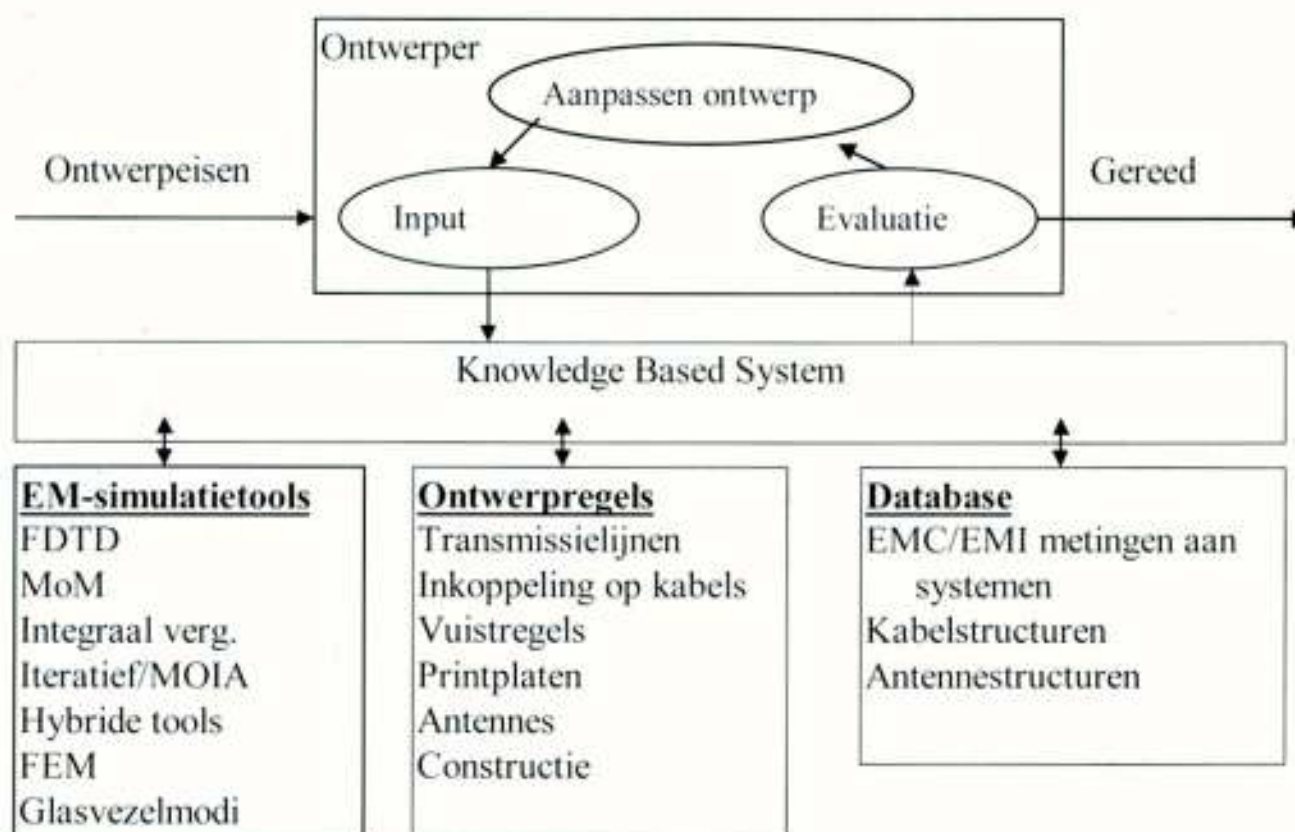 Ontwerper
Aanpassen ontwerp
Ontwerpeisen
Gereed
Input
Evaluatie
Knowledge Based System
EM-simulatietools
FDTD
MoM
Integraal verg.
Iteratief/MOIA
Hybride tools
FEM
Glasvezelmodi
Ontwerpregels
Transmissielijnen
Inkoppeling op kabels
Vuistregels
Printplaten
Antennes
Constructie
Database
EMC/EMI metingen aan
systemen
Kabelstructuren
Antennestructuren